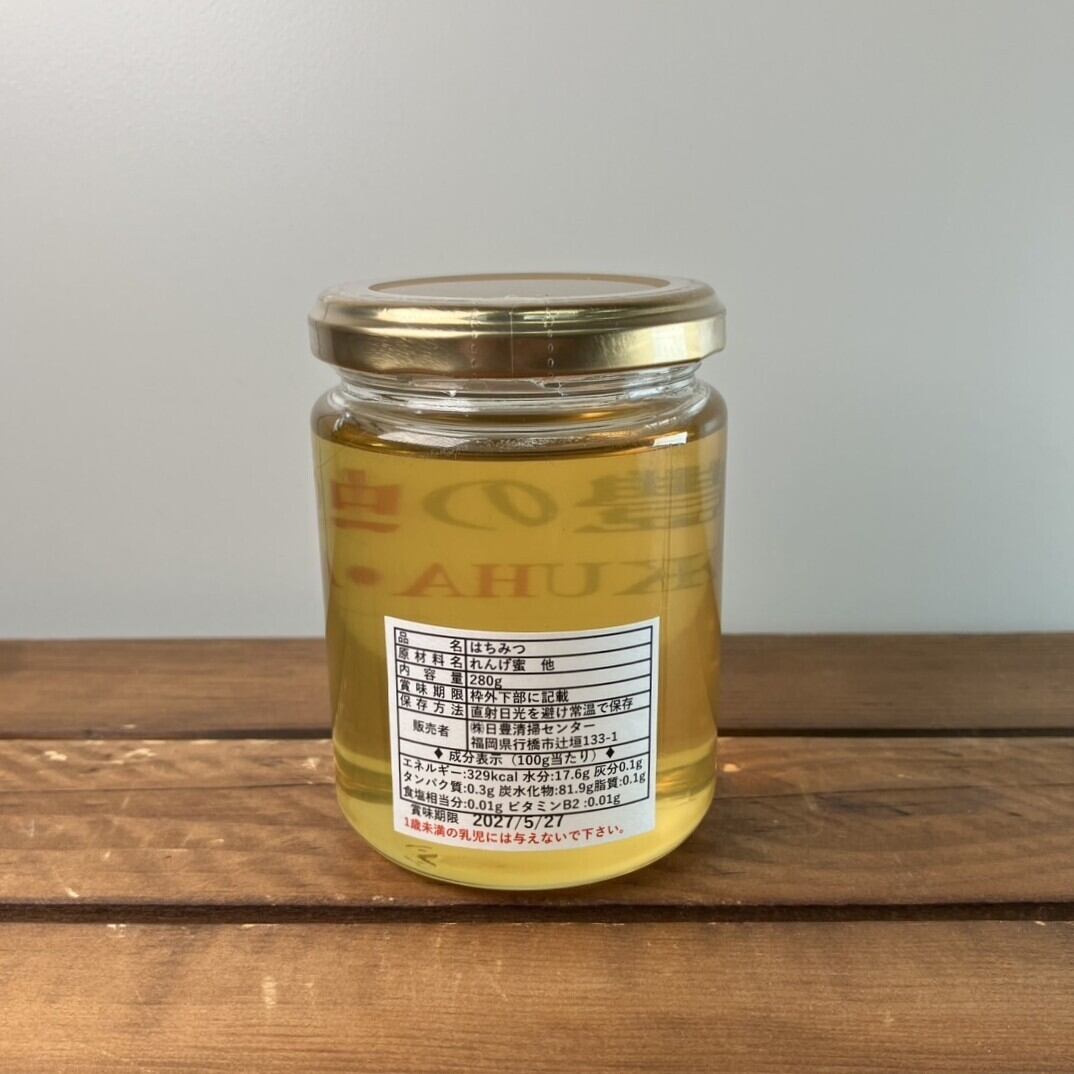 品名 はちみつ
原材料名 れんげ蜜 他
内容量 280g
賞味期限 枠外下部に記載
保存方法 直射日光を避け常温で保存
販売者 ㈱日豊清掃センター
福岡県行橋市辻垣133-1
◆ 成分表示（100g当たり）◆
エネルギー:329kcal 水分:17.6g 灰分0.1g
タンパク質:0.3g 炭水化物:81.9g脂質:0.1g
食塩相当分:0.01g ビタミンB2 :0.01g
賞味期限 2027/5/27
1歳未満の乳児には与えないで下さい。